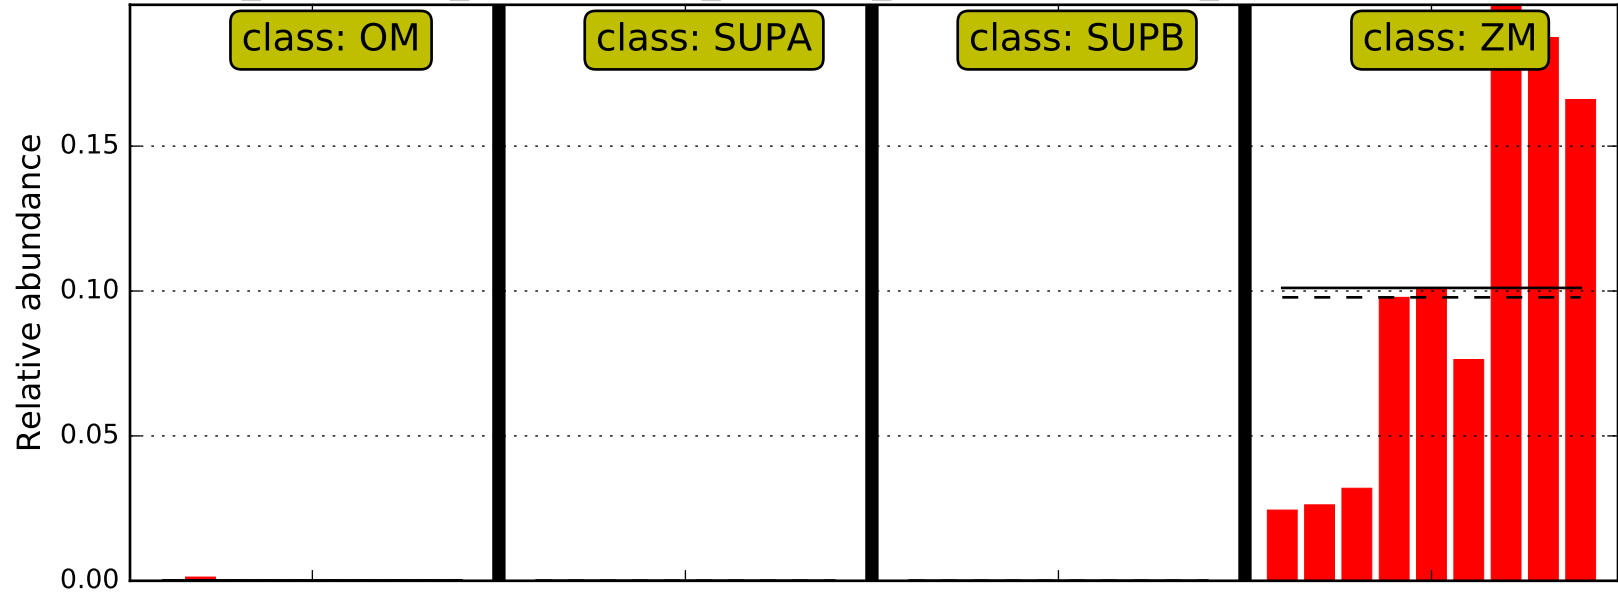 class: OM
class: SUPA
class: SUPB
class: ZM
Relative abundance
0.15
0.10
0.05
0.00